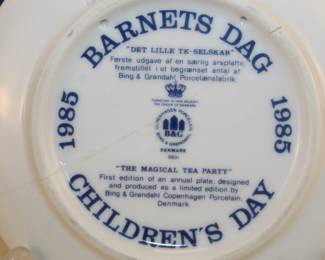 BARNETS DAG
"DET LILLE TE-SELSKAB"
Første udgave af en særlig årsplatte,
fremstillet i et begrænset antal af
Bing & Grøndahl Porcelænsfabrik.
1985
1985
B&G
DENMARK
"THE MAGICAL TEA PARTY"
First edition of an annual plate, designed
and produced as a limited edition by
Bing & Grøndahl Copenhagen Porcelain,
Denmark.
CHILDREN'S DAY